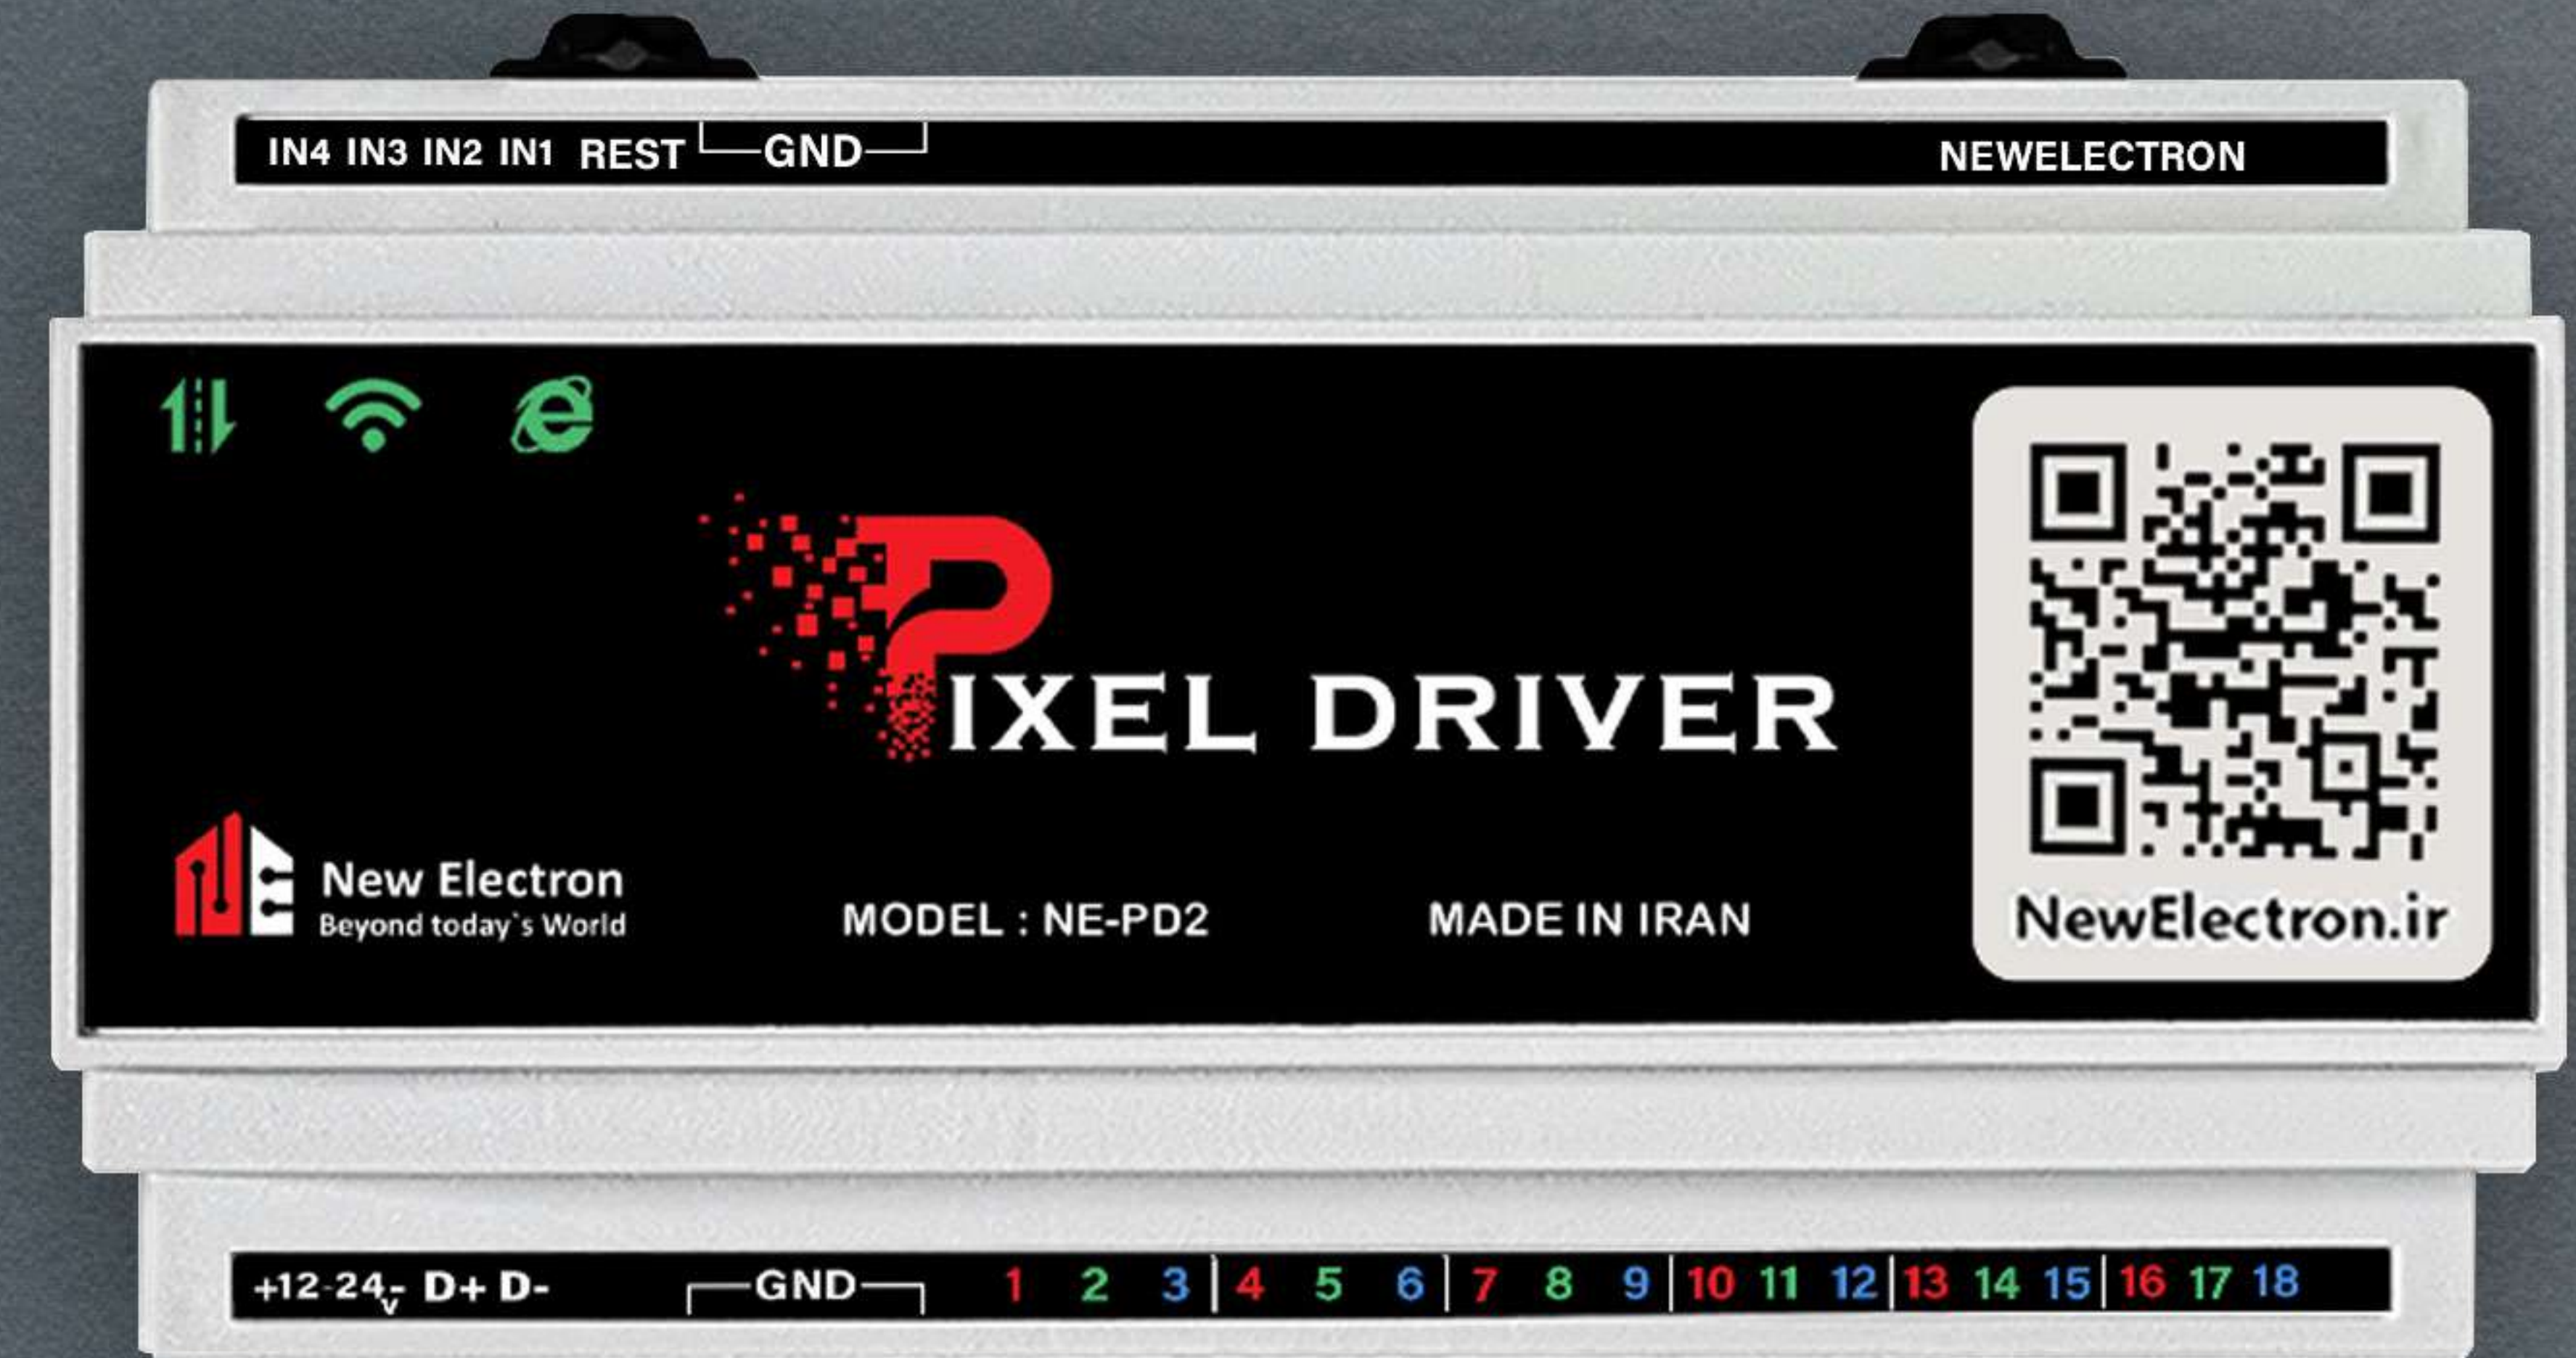 IN4 IN3 IN2 IN1 REST GND NEWELECTRON
PIXEL DRIVER
New Electron
Beyond today`s World
MODEL : NE-PD2 MADE IN IRAN
NewElectron.ir
+12-24v- D+ D- GND 1 2 3 | 4 5 6 | 7 8 9 | 10 11 12 | 13 14 15 | 16 17 18